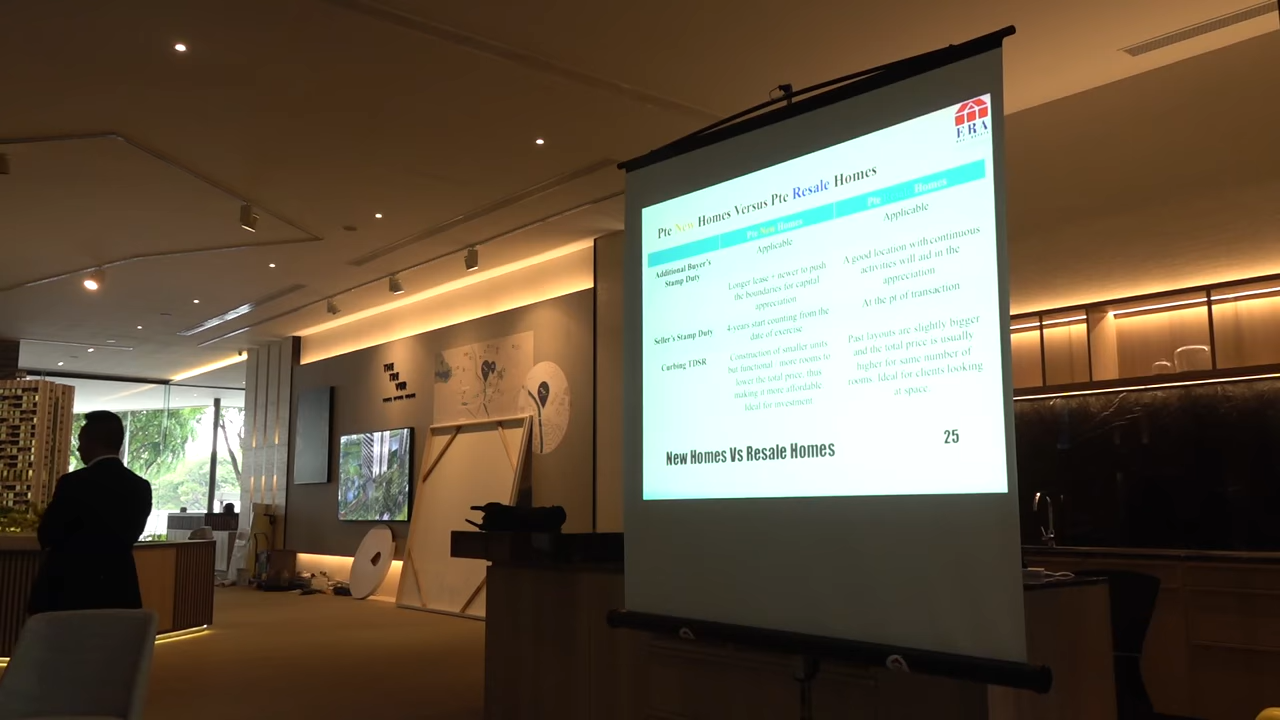 ERA
Pte New Homes Versus Pte Resale Homes
Pte New Homes
Pte
Homes
Additional Buyer's
Stamp Duty
Applicable
Applicable
Longer lease + newer to push
the boundaries for capital
appreciation
A good location with continuous
activities will aid in the
appreciation
Seller's Stamp Duty
4-years start counting from the
date of exercise
At the pt of transaction
Curbing TDSR
Construction of smaller units
but functional - more rooms to
lower the total price, thus
making it more affordable
Ideal for investment
Past layouts are slightly bigger
and the total price is usually
higher for same number of
rooms. Ideal for clients looking
at space
New Homes Vs Resale Homes
25
THE